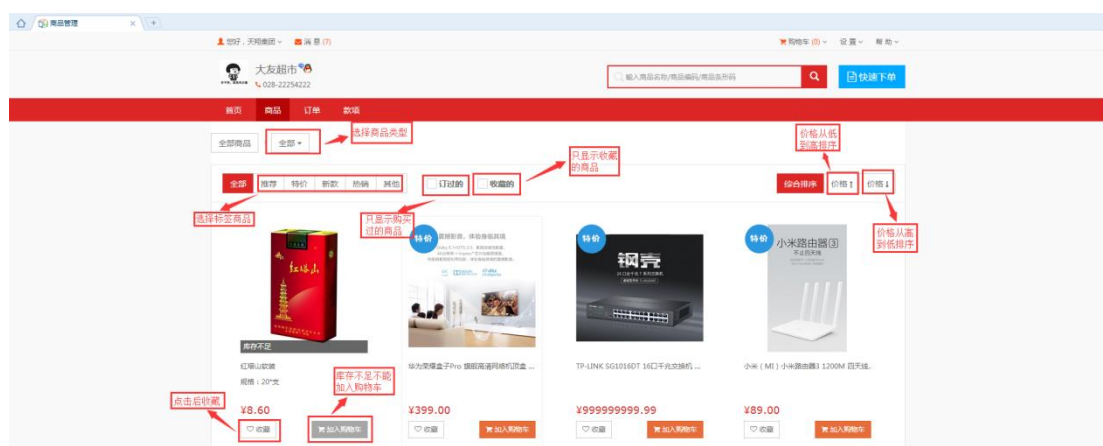 商品管理
您好，天翔集团
消 息 (7)
购物车 (0)
设 置
帮 助
大友超市
028-22254222
输入商品名称/商品编码/商品条形码
快速下单
首页
商品
订单
款项
全部商品
全部
选择商品类型
只显示收藏
的商品
价格从低
到高排序
全部
推荐
特价
新款
热销
其他
订过的
收藏的
综合排序
价格
价格
选择标签商品
只显示购买
过的商品
价格从高
到低排序
红塔山
库存不足
特价
特价
钢壳
特价
小米路由器3
不止四天线
红塔山软装
规格：20*支
华为荣耀盒子Pro 旗舰高清网络机顶盒 ...
TP-LINK SG1016DT 16口千兆交换机 ...
小米（MI）小米路由器3 1200M 四天线..
点击后收藏
库存不足不能
加入购物车
¥8.60
¥399.00
¥999999999.99
¥89.00
收藏
加入购物车
收藏
加入购物车
收藏
加入购物车
收藏
加入购物车